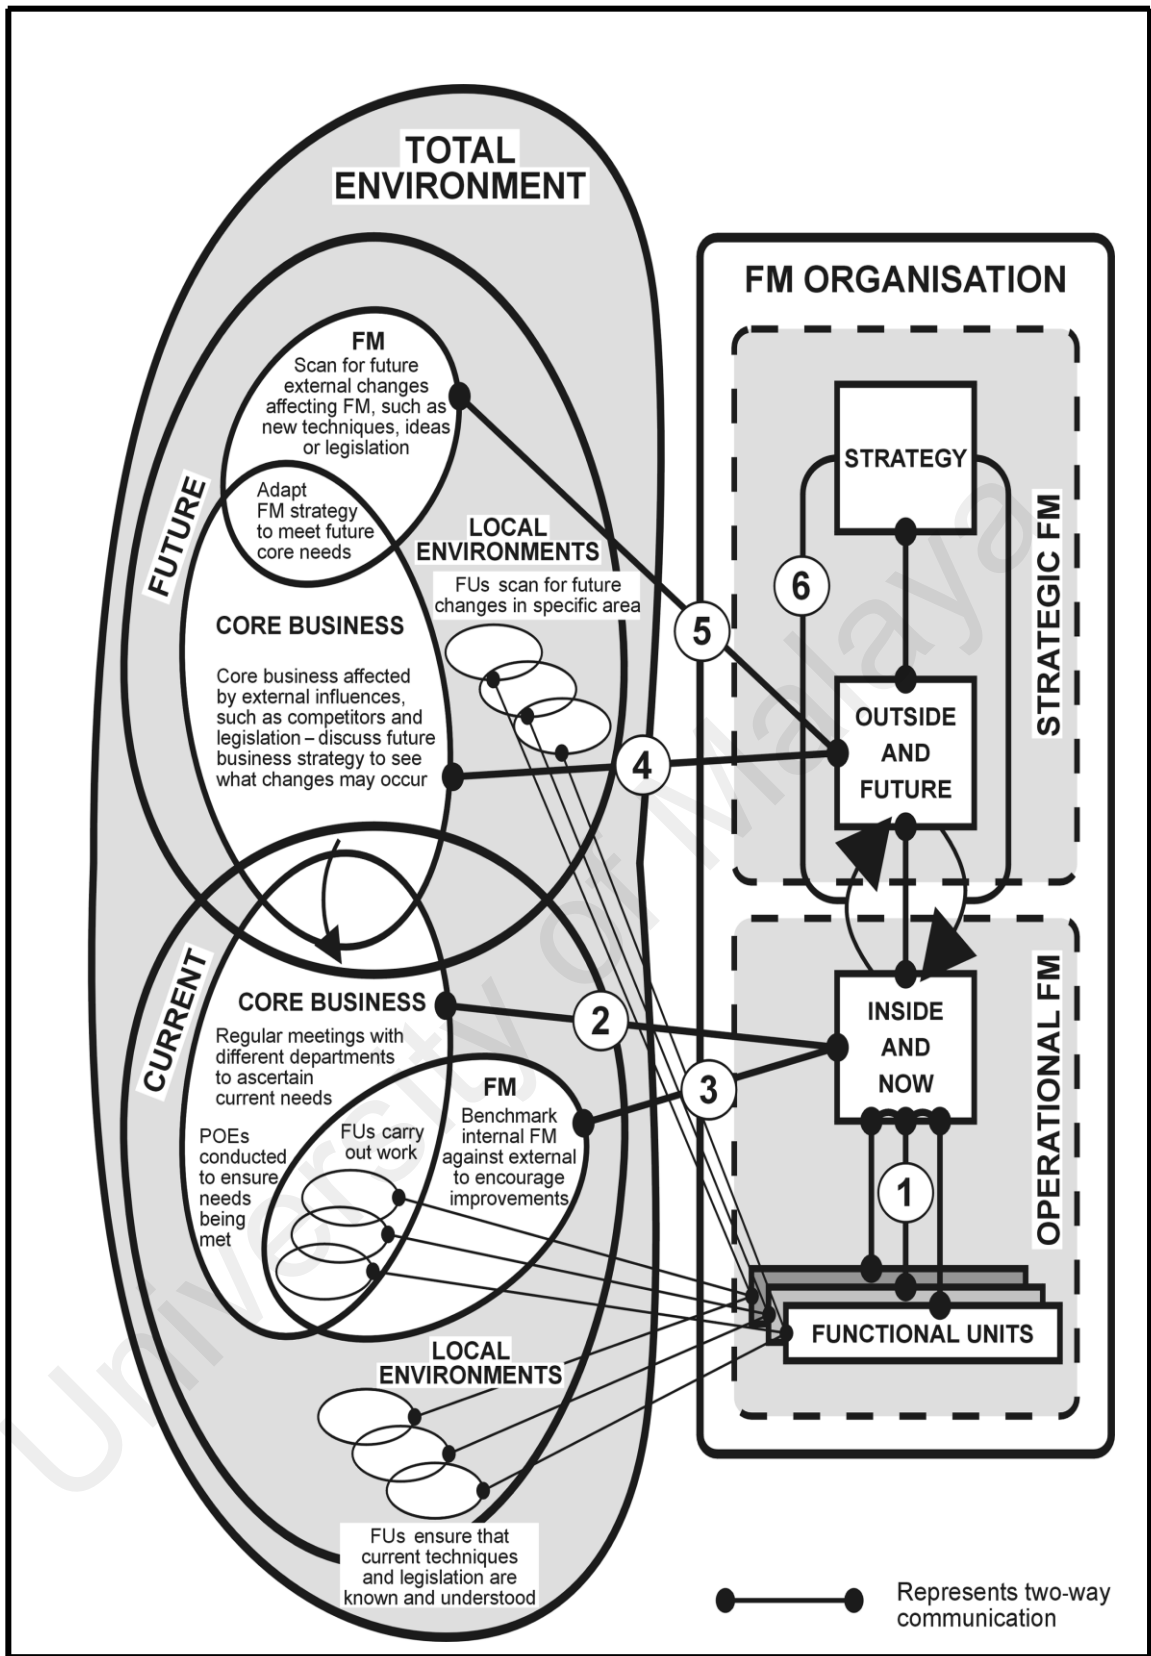 TOTAL
ENVIRONMENT
FM
Scan for future
external changes
affecting FM, such as
new techniques, ideas
or legislation
FUTURE
Adapt
FM strategy
to meet future
core needs
LOCAL
ENVIRONMENTS
FUs scan for future
changes in specific area
CORE BUSINESS
Core business affected
by external influences,
such as competitors and
legislation – discuss future
business strategy to see
what changes may occur
CURRENT
CORE BUSINESS
Regular meetings with
different departments
to ascertain
current needs
POEs
conducted
to ensure
needs
being
met
FUs carry
out work
FM
Benchmark
internal FM
against external
to encourage
improvements
LOCAL
ENVIRONMENTS
FUs ensure that
current techniques
and legislation are
known and understood
5
4
2
3
FM ORGANISATION
STRATEGY
6
STRATEGIC FM
OUTSIDE
AND
FUTURE
INSIDE
AND
NOW
OPERATIONAL FM
1
FUNCTIONAL UNITS
Represents two-way
communication
University of Malaya